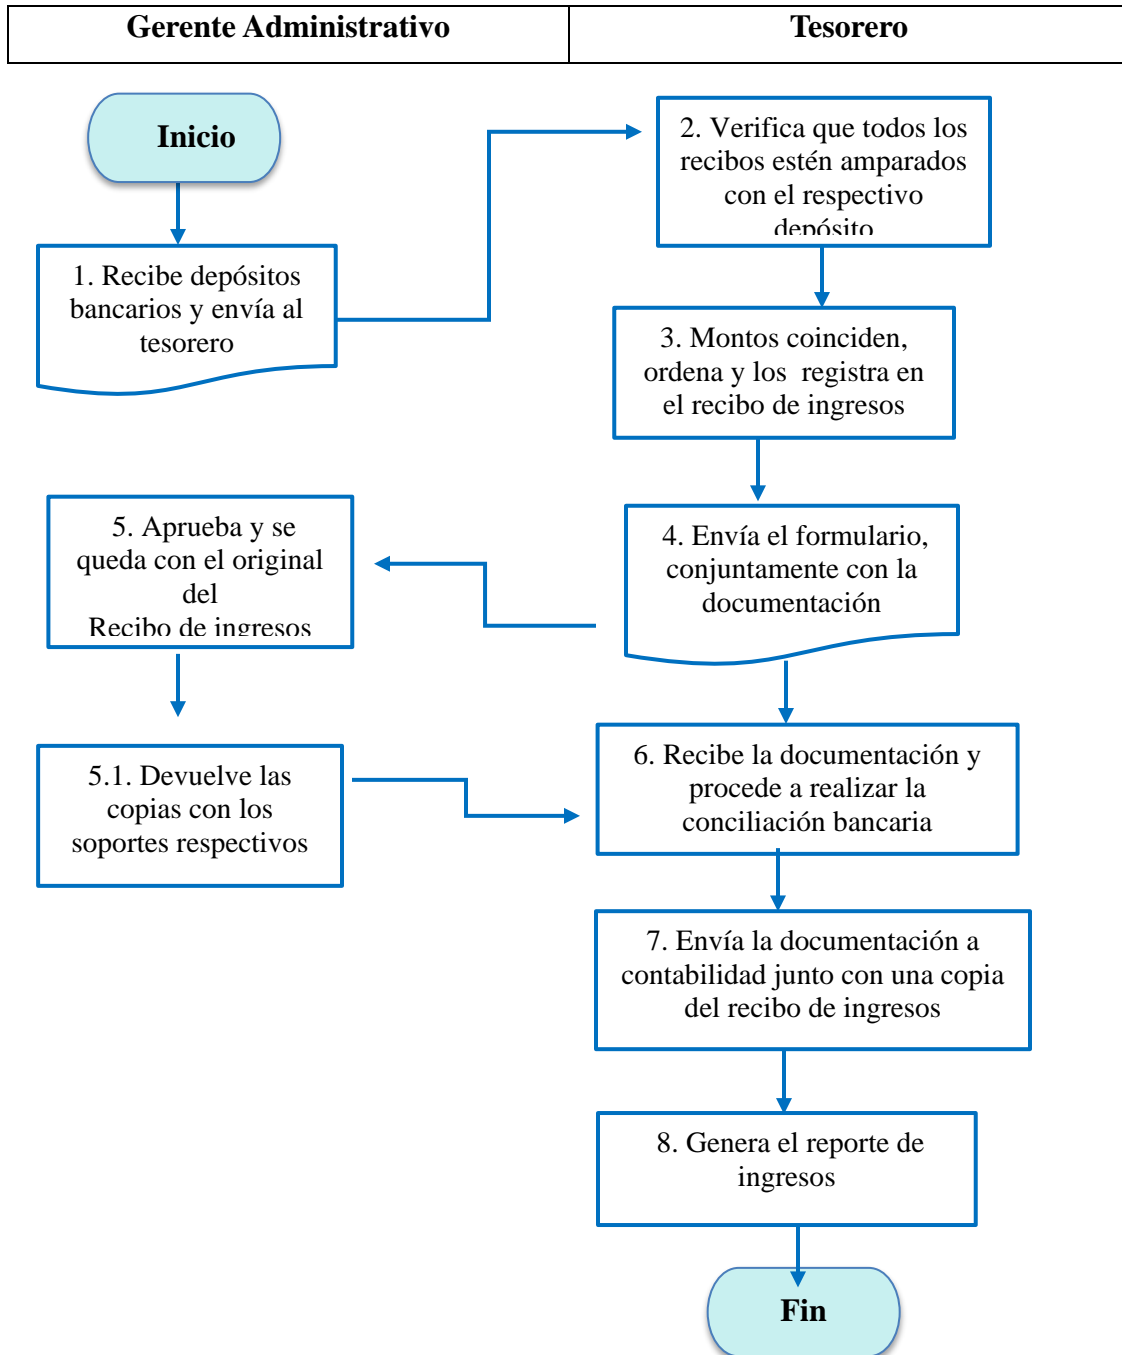 Gerente Administrativo
Tesorero
Inicio
1. Recibe depósitos
bancarios y envía al
tesorero
2. Verifica que todos los
recibos estén amparados
con el respectivo
depósito
3. Montos coinciden,
ordena y los  registra en
el recibo de ingresos
4. Envía el formulario,
conjuntamente con la
documentación
5. Aprueba y se
queda con el original
del
Recibo de ingresos
5.1. Devuelve las
copias con los
soportes respectivos
6. Recibe la documentación y
procede a realizar la
conciliación bancaria
7. Envía la documentación a
contabilidad junto con una copia
del recibo de ingresos
8. Genera el reporte de
ingresos
Fin